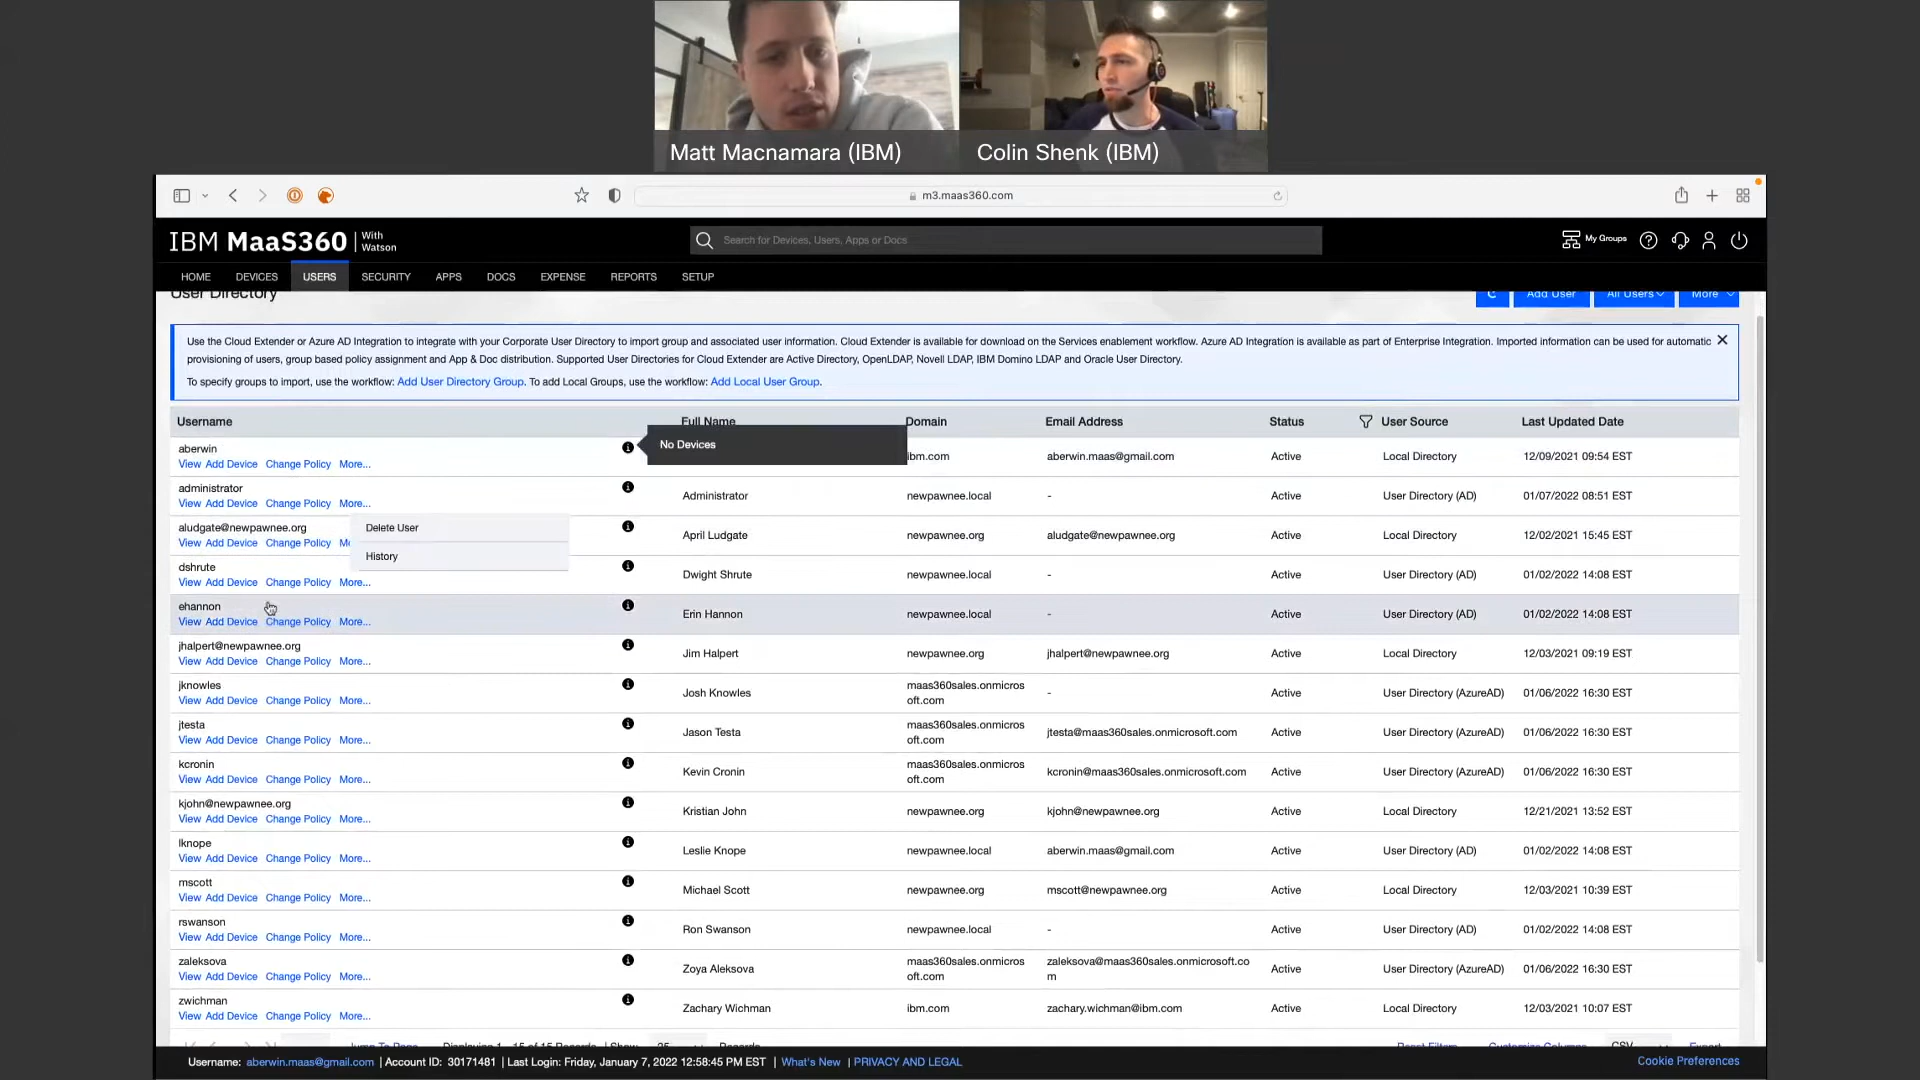 Matt Macnamara (IBM)
Colin Shenk (IBM)
m3.maas360.com
IBM MaaS360 | With Watson
Search for Devices, Users, Apps or Docs
My Groups
HOME DEVICES USERS SECURITY APPS DOCS EXPENSE REPORTS SETUP
User Directory
Add User All Users More
Use the Cloud Extender or Azure AD Integration to integrate with your Corporate User Directory to import group and associated user information. Cloud Extender is available for download on the Services enablement workflow. Azure AD Integration is available as part of Enterprise Integration. Imported information can be used for automatic
provisioning of users, group based policy assignment and App & Doc distribution. Supported User Directories for Cloud Extender are Active Directory, OpenLDAP, Novell LDAP, IBM Domino LDAP and Oracle User Directory.
To specify groups to import, use the workflow: Add User Directory Group. To add Local Groups, use the workflow: Add Local User Group.
Username Full Name Domain Email Address Status User Source Last Updated Date
No Devices
aberwin
ibm.com aberwin.maas@gmail.com Active Local Directory 12/09/2021 09:54 EST
View Add Device Change Policy More...
administrator
Administrator newpawnee.local - Active User Directory (AD) 01/07/2022 08:51 EST
View Add Device Change Policy More...
Delete User
History
aludgate@newpawnee.org
April Ludgate newpawnee.org aludgate@newpawnee.org Active Local Directory 12/02/2021 15:45 EST
View Add Device Change Policy
dshrute
Dwight Shrute newpawnee.local - Active User Directory (AD) 01/02/2022 14:08 EST
View Add Device Change Policy More...
ehannon
Erin Hannon newpawnee.local - Active User Directory (AD) 01/02/2022 14:08 EST
View Add Device Change Policy More...
jhalpert@newpawnee.org
Jim Halpert newpawnee.org jhalpert@newpawnee.org Active Local Directory 12/03/2021 09:19 EST
View Add Device Change Policy More...
jknowles
Josh Knowles maas360sales.onmicros
oft.com - Active User Directory (AzureAD) 01/06/2022 16:30 EST
View Add Device Change Policy More...
jtesta
Jason Testa maas360sales.onmicros
oft.com jtesta@maas360sales.onmicrosoft.com Active User Directory (AzureAD) 01/06/2022 16:30 EST
View Add Device Change Policy More...
kcronin
Kevin Cronin maas360sales.onmicros
oft.com kcronin@maas360sales.onmicrosoft.com Active User Directory (AzureAD) 01/06/2022 16:30 EST
View Add Device Change Policy More...
kjohn@newpawnee.org
Kristian John newpawnee.org kjohn@newpawnee.org Active Local Directory 12/21/2021 13:52 EST
View Add Device Change Policy More...
lknope
Leslie Knope newpawnee.local aberwin.maas@gmail.com Active User Directory (AD) 01/02/2022 14:08 EST
View Add Device Change Policy More...
mscott
Michael Scott newpawnee.org mscott@newpawnee.org Active Local Directory 12/03/2021 10:39 EST
View Add Device Change Policy More...
rswanson
Ron Swanson newpawnee.local - Active User Directory (AD) 01/02/2022 14:08 EST
View Add Device Change Policy More...
zaleksova
Zoya Aleksova maas360sales.onmicros
oft.com zaleksova@maas360sales.onmicrosoft.co
m Active User Directory (AzureAD) 01/06/2022 16:30 EST
View Add Device Change Policy More...
zwichman
Zachary Wichman ibm.com zachary.wichman@ibm.com Active Local Directory 12/03/2021 10:07 EST
View Add Device Change Policy More...
Jump To Page Displaying 1 - 15 of 15 Records | Show 25 Records Reset Filters Customize Columns CSV Export
Username: aberwin.maas@gmail.com | Account ID: 30171481 | Last Login: Friday, January 7, 2022 12:58:45 PM EST | What's New | PRIVACY AND LEGAL
Cookie Preferences